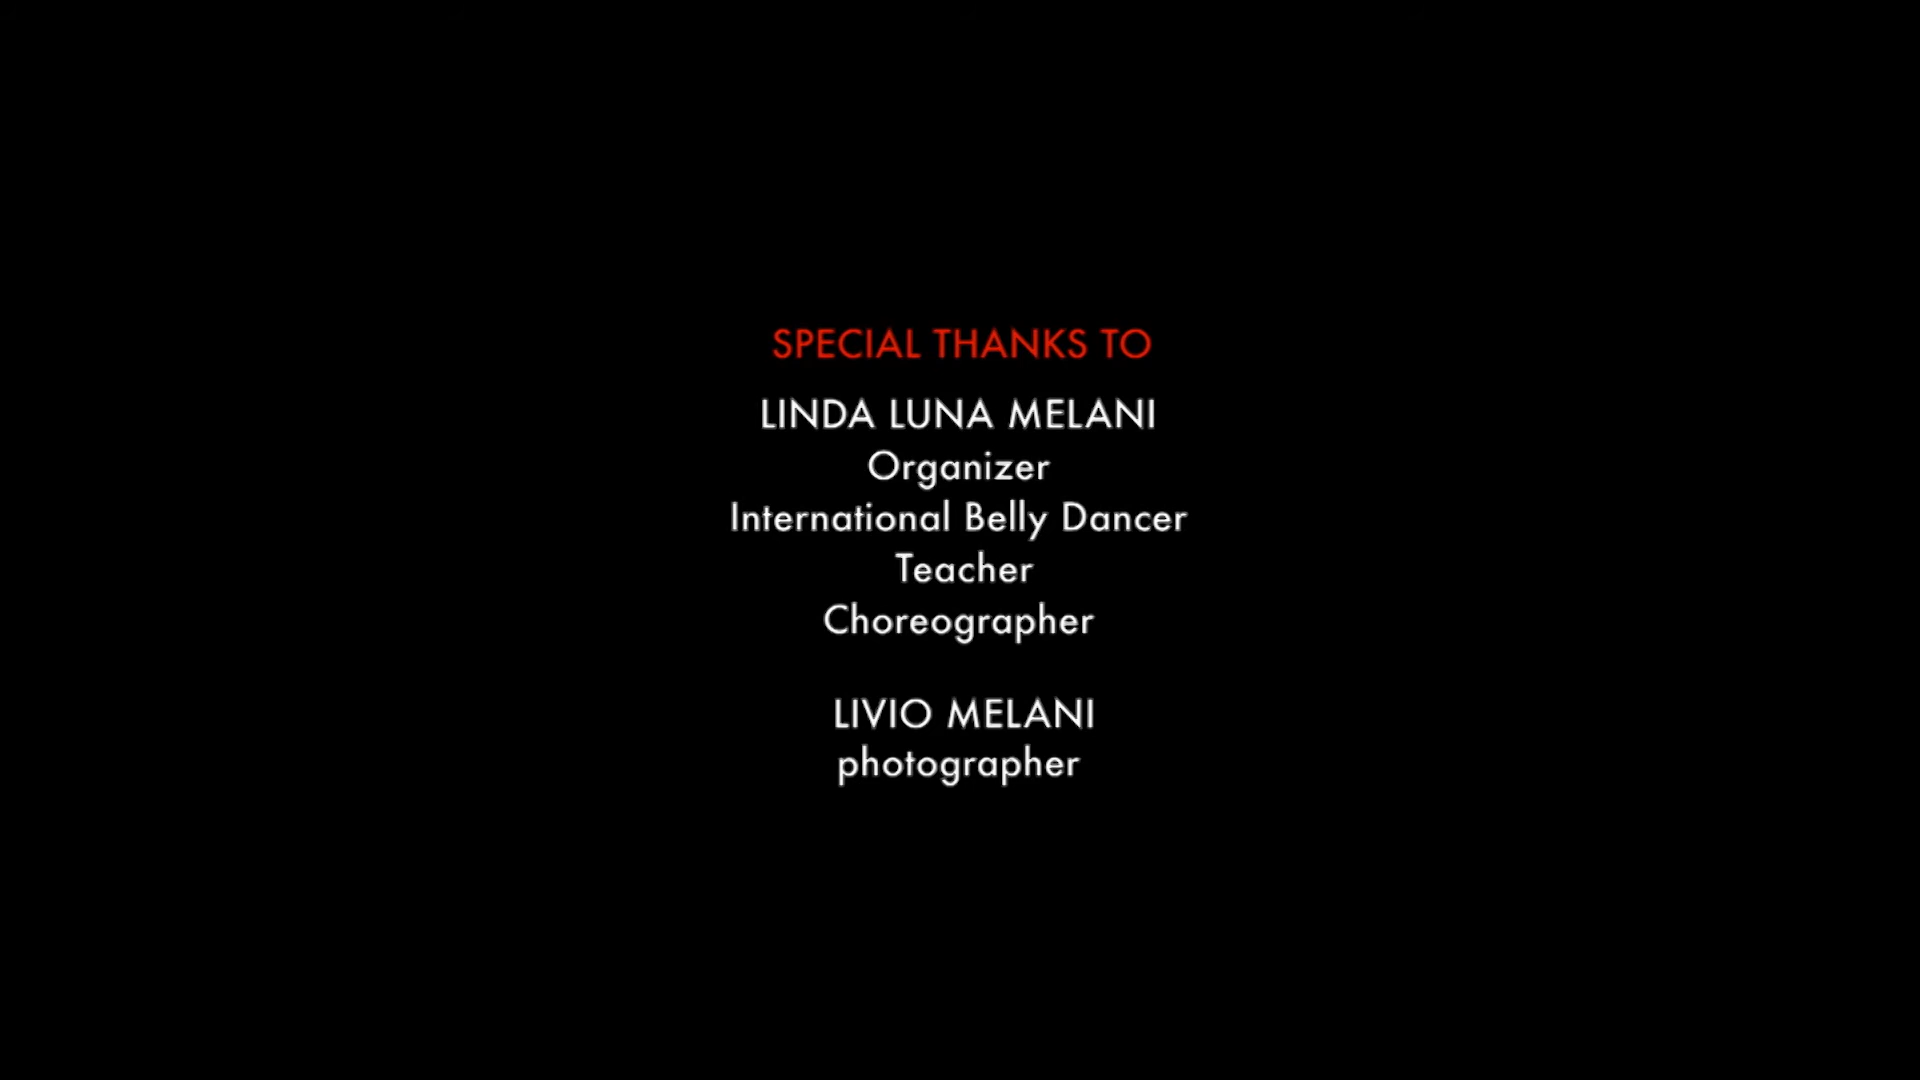 SPECIAL THANKS TO
LINDA LUNA MELANI
Organizer
International Belly Dancer
Teacher
Choreographer
LIVIO MELANI
photographer